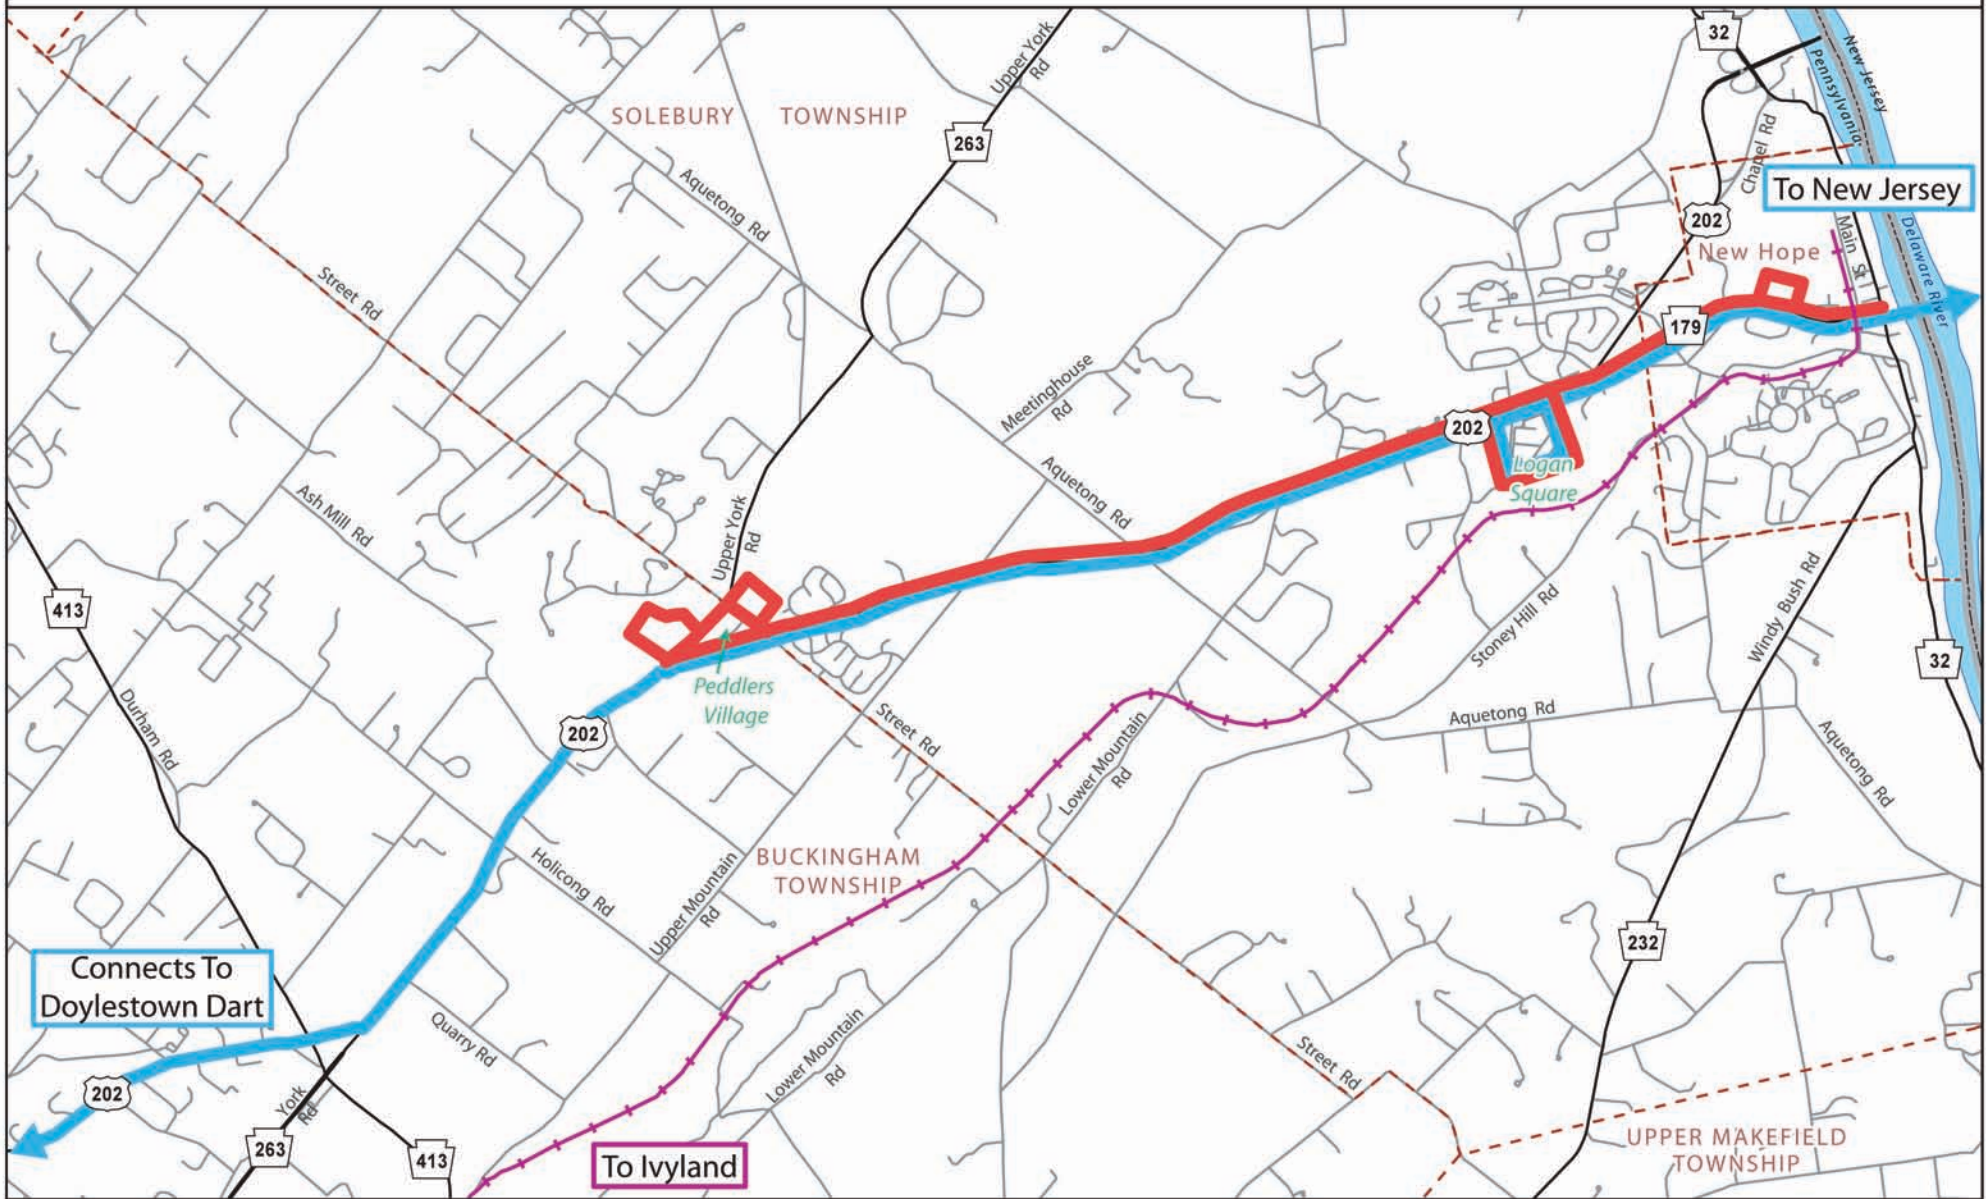 32
New Jersey
Pennsylvania
Upper York
Rd
SOLEBURY TOWNSHIP
263
Chapel Rd
Aquetong Rd
To New Jersey
202
Main St
Delaware River
New Hope
Street Rd
179
Meetinghouse
Rd
202
Logan
Square
Aquetong Rd
Ash Mill Rd
Upper York
Rd
413
Stoney Hill Rd
Windy Bush Rd
32
Peddlers
Village
Durham Rd
202
Street Rd
Aquetong Rd
Lower Mountain
Rd
Aquetong Rd
BUCKINGHAM
TOWNSHIP
Holicong Rd
Upper Mountain
Rd
232
Connects To
Doylestown Dart
Quarry Rd
Lower Mountain
Rd
Street Rd
202
York
Rd
263
413
To Ivyland
UPPER MAKEFIELD
TOWNSHIP